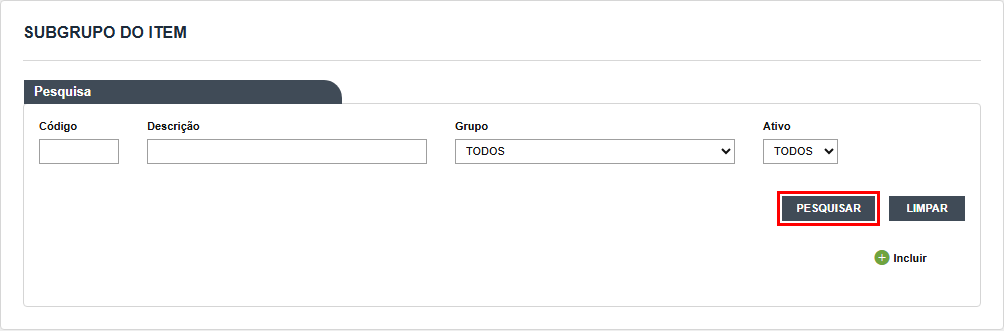 SUBGRUPO DO ITEM
Pesquisa
Código Descrição Grupo Ativo
TODOS TODOS
PESQUISAR LIMPAR
Incluir